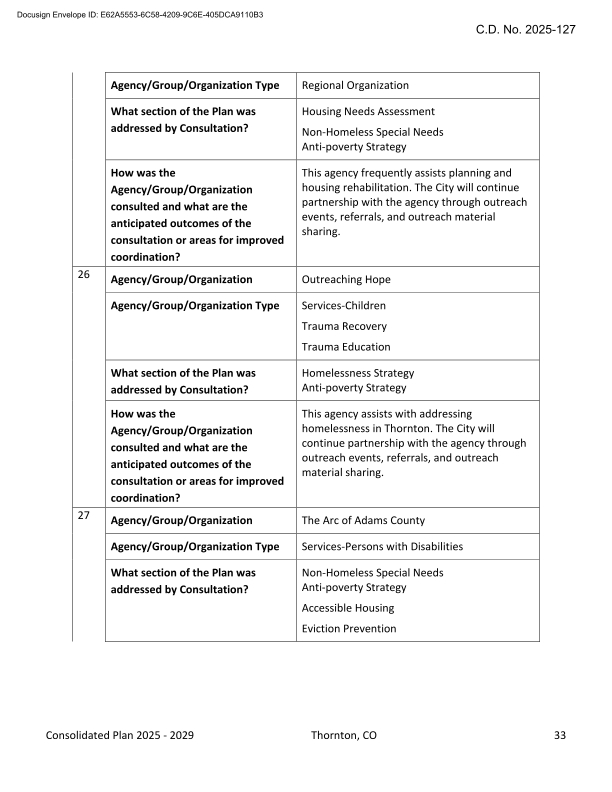 Docusign Envelope ID: E62A5553-6C58-4209-9C6E-405DCA9110B3
C.D. No. 2025-127
Agency/Group/Organization Type
Regional Organization
What section of the Plan was
addressed by Consultation?
Housing Needs Assessment
Non-Homeless Special Needs
Anti-poverty Strategy
How was the
Agency/Group/Organization
consulted and what are the
anticipated outcomes of the
consultation or areas for improved
coordination?
This agency frequently assists planning and
housing rehabilitation. The City will continue
partnership with the agency through outreach
events, referrals, and outreach material
sharing.
26
Agency/Group/Organization
Outreaching Hope
Agency/Group/Organization Type
Services-Children
Trauma Recovery
Trauma Education
What section of the Plan was
addressed by Consultation?
Homelessness Strategy
Anti-poverty Strategy
How was the
Agency/Group/Organization
consulted and what are the
anticipated outcomes of the
consultation or areas for improved
coordination?
This agency assists with addressing
homelessness in Thornton. The City will
continue partnership with the agency through
outreach events, referrals, and outreach
material sharing.
27
Agency/Group/Organization
The Arc of Adams County
Agency/Group/Organization Type
Services-Persons with Disabilities
What section of the Plan was
addressed by Consultation?
Non-Homeless Special Needs
Anti-poverty Strategy
Accessible Housing
Eviction Prevention
Consolidated Plan 2025 - 2029
Thornton, CO
33